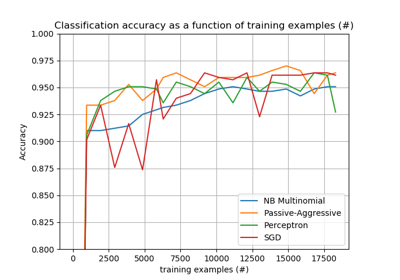 Classification accuracy as a function of training examples (#)
1.000
0.975
0.950
0.925
0.900
0.875
0.850
0.825
0.800
Accuracy
NB Multinomial
Passive-Aggressive
Perceptron
SGD
0 2500 5000 7500 10000 12500 15000 17500
training examples (#)